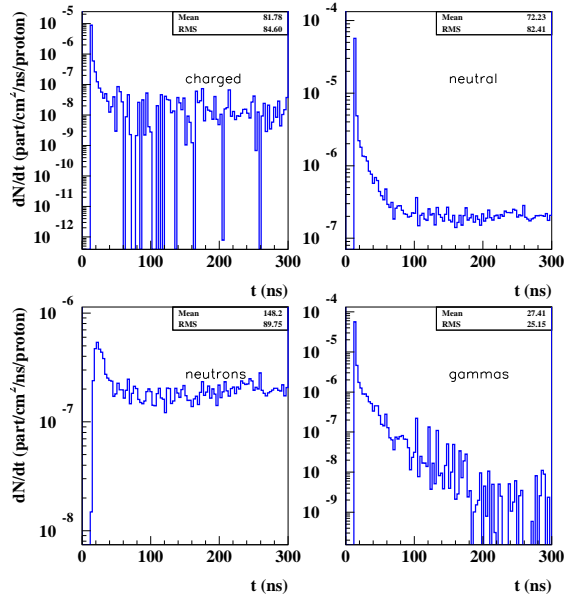 dN/dt (part/cm²/ns/proton)
10⁻⁵
10⁻⁶
10⁻⁷
10⁻⁸
10⁻⁹
10⁻¹⁰
10⁻¹¹
10⁻¹²
Mean 81.78
RMS 84.60
charged
0 100 200 300
t (ns)
10⁻⁴
10⁻⁵
10⁻⁶
10⁻⁷
Mean 72.23
RMS 82.41
neutral
0 100 200 300
t (ns)
dN/dt (part/cm²/ns/proton)
10⁻⁶
10⁻⁷
10⁻⁸
Mean 148.2
RMS 89.75
neutrons
0 100 200 300
t (ns)
10⁻⁴
10⁻⁵
10⁻⁶
10⁻⁷
10⁻⁸
10⁻⁹
Mean 27.41
RMS 25.15
gammas
0 100 200 300
t (ns)